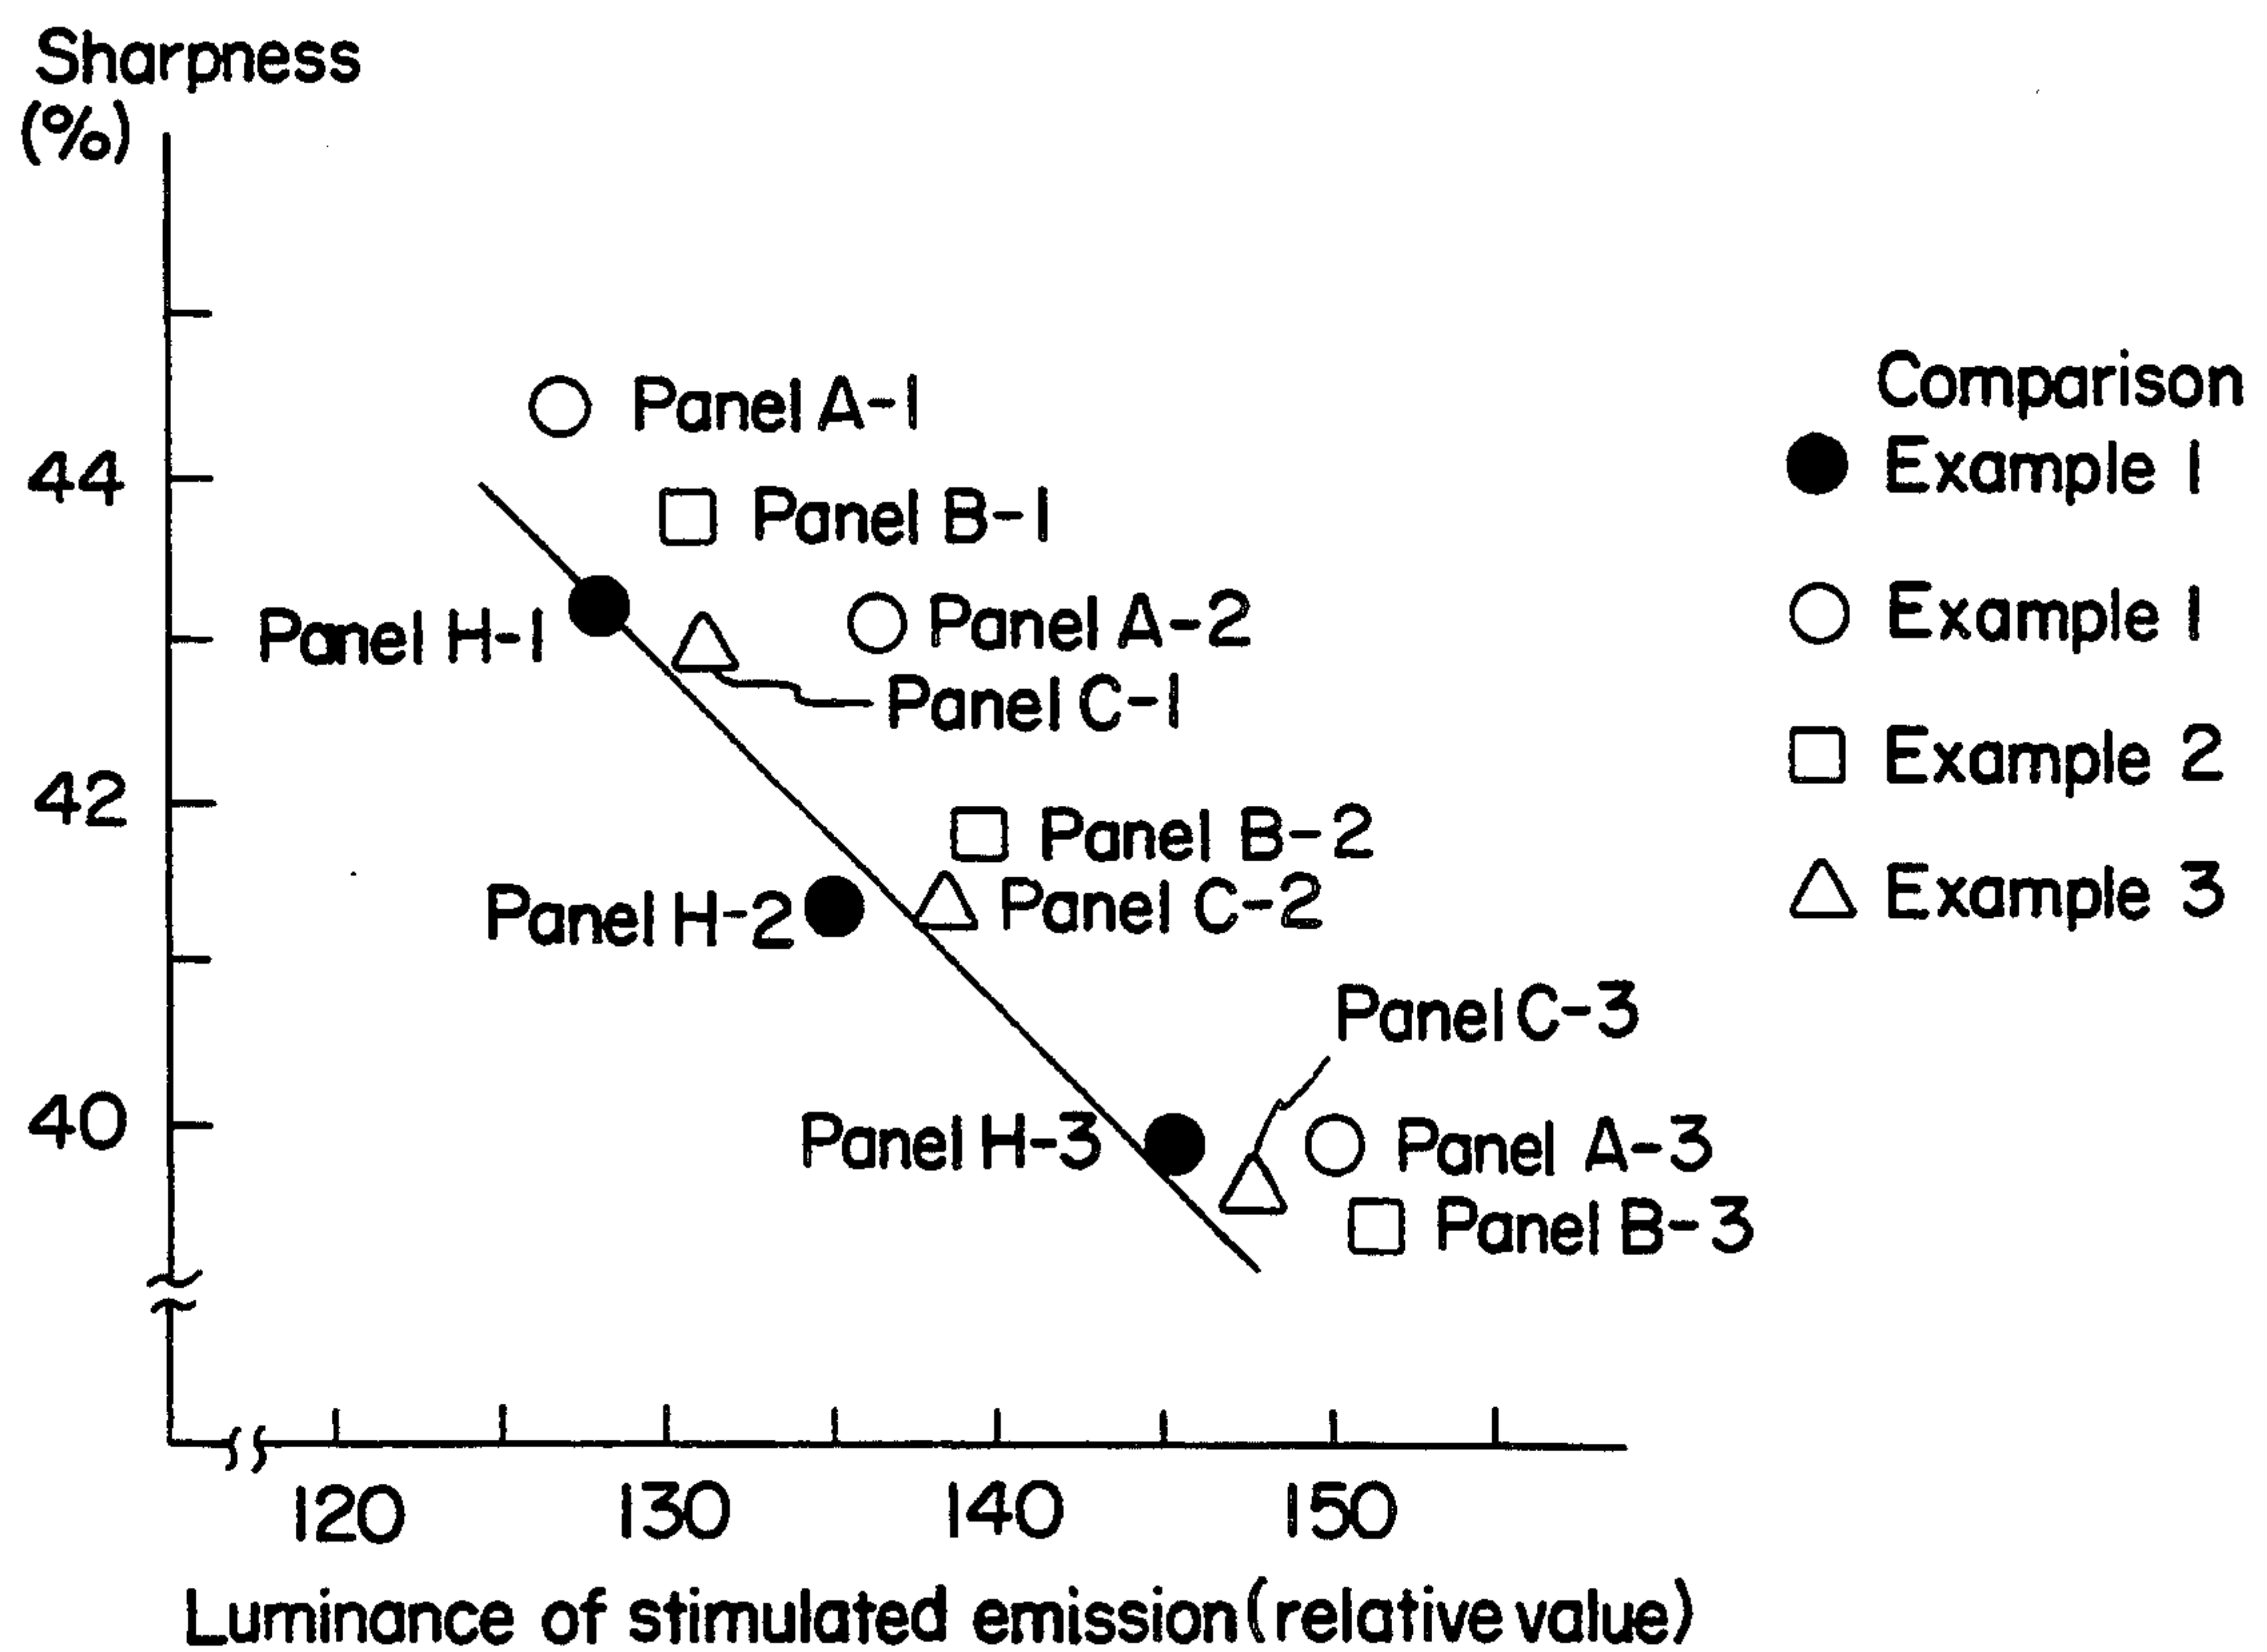 Sharpness
(%)
Panel A-1
44
Panel B-1
Panel H-1
Panel A-2
Panel C-1
42
Panel B-2
Panel H-2
Panel C-2
Panel C-3
40
Panel H-3
Panel A-3
Panel B-3
120 130 140 150
Luminance of stimulated emission (relative value)
Comparison
Example 1
Example 1
Example 2
Example 3